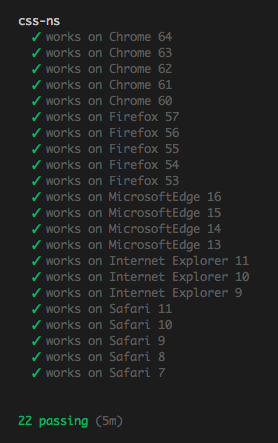 css-ns
✓ works on Chrome 64
✓ works on Chrome 63
✓ works on Chrome 62
✓ works on Chrome 61
✓ works on Chrome 60
✓ works on Firefox 57
✓ works on Firefox 56
✓ works on Firefox 55
✓ works on Firefox 54
✓ works on Firefox 53
✓ works on MicrosoftEdge 16
✓ works on MicrosoftEdge 15
✓ works on MicrosoftEdge 14
✓ works on MicrosoftEdge 13
✓ works on Internet Explorer 11
✓ works on Internet Explorer 10
✓ works on Internet Explorer 9
✓ works on Safari 11
✓ works on Safari 10
✓ works on Safari 9
✓ works on Safari 8
✓ works on Safari 7
22 passing (5m)